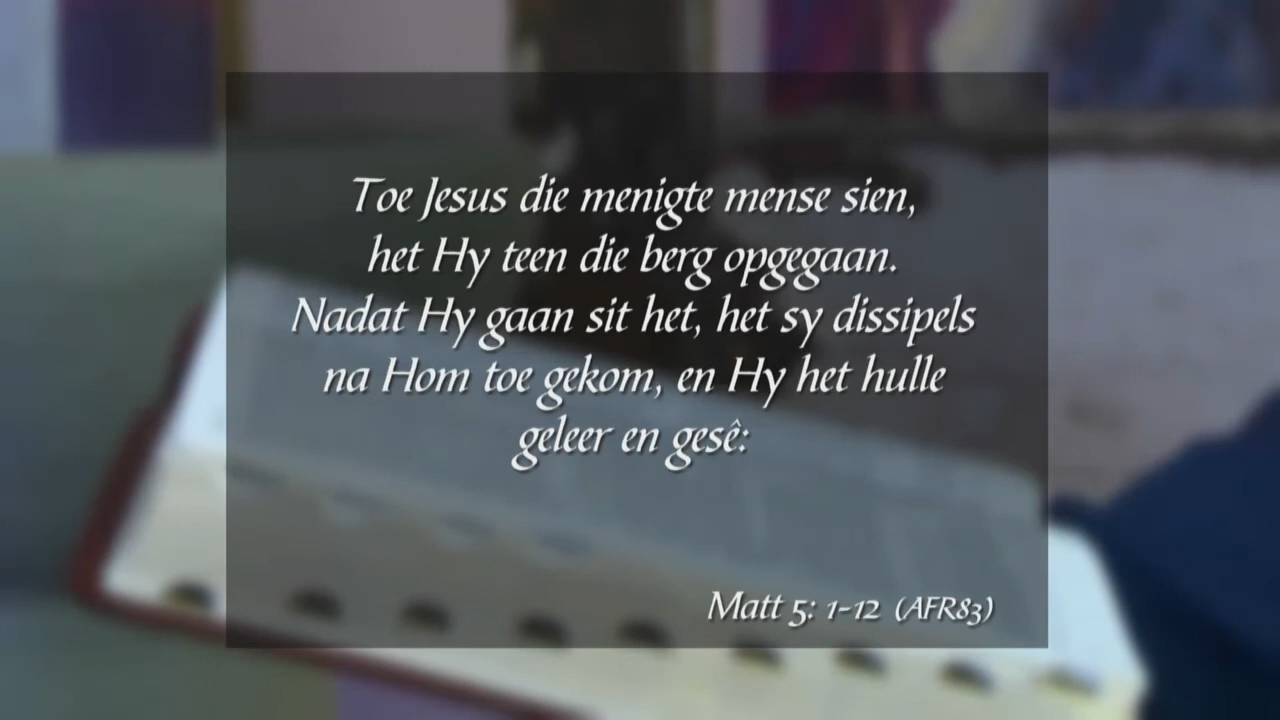 Toe Jesus die menigte mense sien,
het Hy teen die berg opgegaan.
Nadat Hy gaan sit het, het sy dissipels
na Hom toe gekom, en Hy het hulle
geleer en gesê:
Matt 5: 1-12 (AFR83)